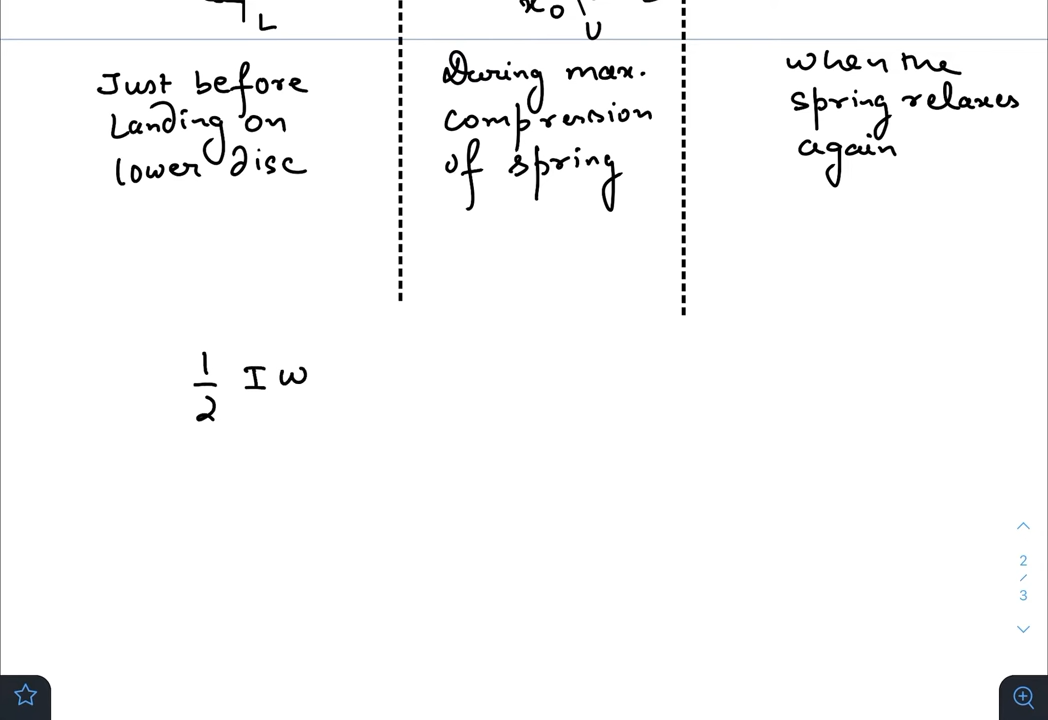 L
x₀
U
Just before
Landing on
lower disc
During max.
compression
of spring
when the
spring relaxes
again
1/2 I ω
2
/
3